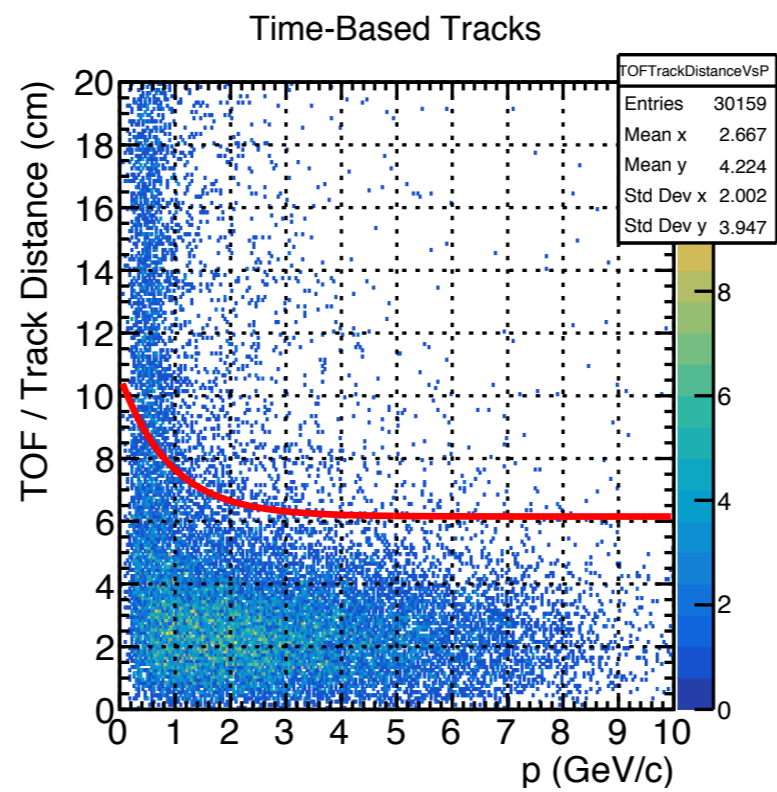 Time-Based Tracks
TOFTrackDistanceVsP
Entries 30159
Mean x 2.667
Mean y 4.224
Std Dev x 2.002
Std Dev y 3.947
TOF / Track Distance (cm)
20
18
16
14
12
10
8
6
4
2
0
8
6
4
2
0
0 1 2 3 4 5 6 7 8 9 10
p (GeV/c)